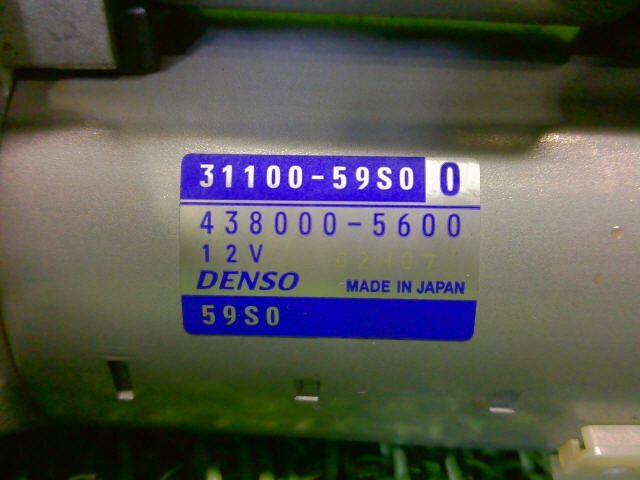 31100-59S0 0
438000-5600
12V
DENSO MADE IN JAPAN
59S0